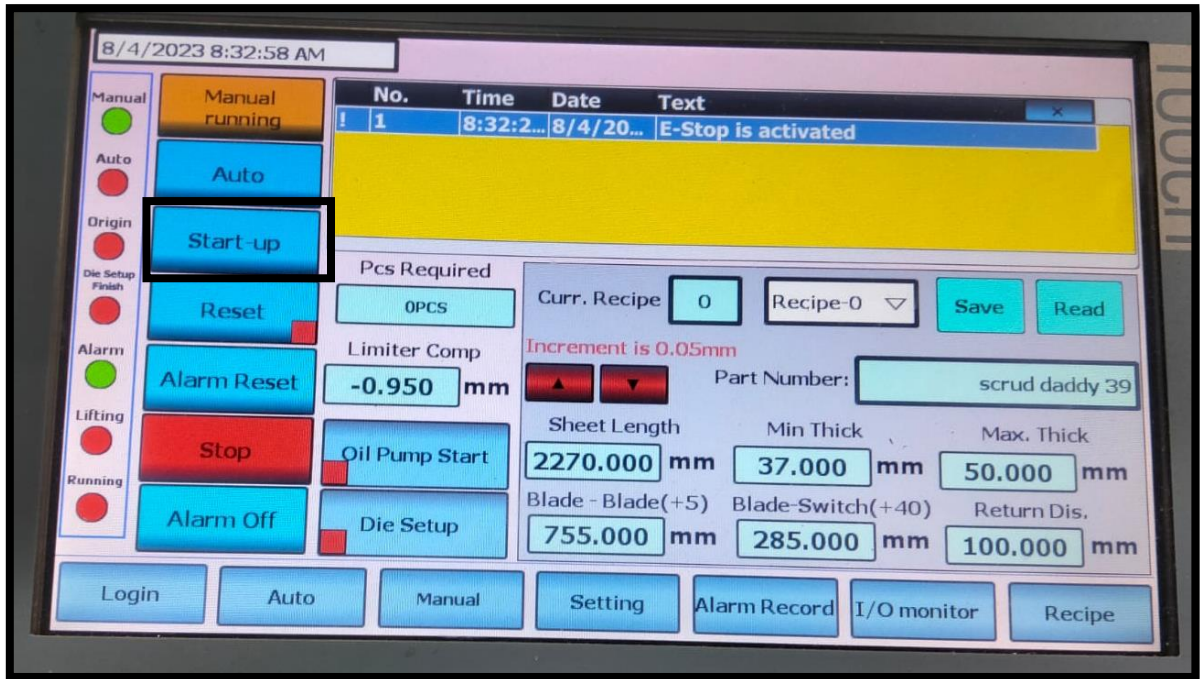 8/4/2023 8:32:58 AM
Manual
Manual running
No. Time Date Text
! 1 8:32:2... 8/4/20... E-Stop is activated
Auto
Auto
Origin
Start-up
Die Setup
Finish
Reset
Pcs Required
0PCS
Curr. Recipe 0 Recipe-0 Save Read
Alarm
Alarm Reset
Limiter Comp
-0.950 mm
Increment is 0.05mm
Part Number: scrud daddy 39
Lifting
Stop
Oil Pump Start
Sheet Length Min Thick Max. Thick
2270.000 mm 37.000 mm 50.000 mm
Running
Alarm Off
Die Setup
Blade - Blade(+5) Blade-Switch(+40) Return Dis.
755.000 mm 285.000 mm 100.000 mm
Login Auto Manual Setting Alarm Record I/O monitor Recipe